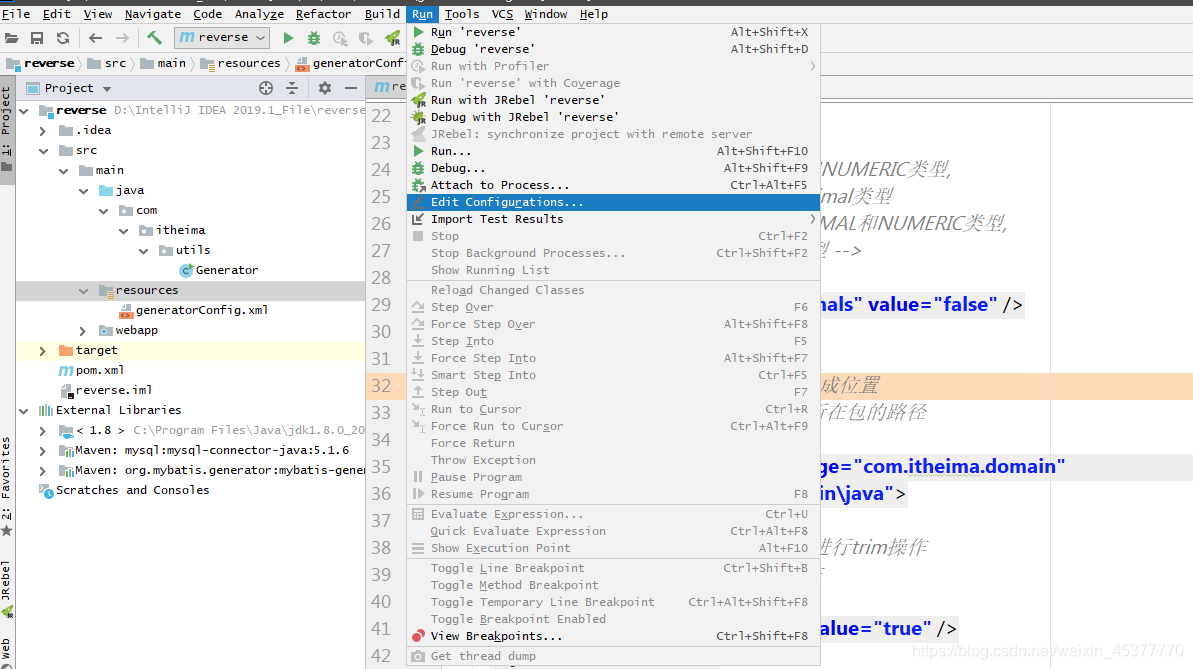 File Edit View Navigate Code Analyze Refactor Build Run Tools VCS Window Help
reverse
reverse src main resources generatorConf
1: Project
2: Favorites
JRebel
Web
Project
reverse D:\IntelliJ IDEA 2019.1_File\reverse
.idea
src
main
java
com
itheima
utils
Generator
resources
generatorConfig.xml
webapp
target
pom.xml
reverse.iml
External Libraries
< 1.8 > C:\Program Files\Java\jdk1.8.0_20
Maven: mysql:mysql-connector-java:5.1.6
Maven: org.mybatis.generator:mybatis-gene
Scratches and Consoles
22
23
24
25
26
27
28
29
30
31
32
33
34
35
36
37
38
39
40
41
42
Run 'reverse' Alt+Shift+X
Debug 'reverse' Alt+Shift+D
Run with Profiler
Run 'reverse' with Coverage
Run with JRebel 'reverse'
Debug with JRebel 'reverse'
JRebel: synchronize project with remote server
Run... Alt+Shift+F10
Debug... Alt+Shift+F9
Attach to Process... Ctrl+Alt+F5
Edit Configurations...
Import Test Results
Stop Ctrl+F2
Stop Background Processes... Ctrl+Shift+F2
Show Running List
Reload Changed Classes
Step Over F6
Force Step Over Alt+Shift+F8
Step Into F5
Force Step Into Alt+Shift+F7
Smart Step Into Ctrl+F5
Step Out F7
Run to Cursor Ctrl+R
Force Run to Cursor Ctrl+Alt+F9
Force Return
Throw Exception
Pause Program
Resume Program F8
Evaluate Expression... Ctrl+U
Quick Evaluate Expression Ctrl+Alt+F8
Show Execution Point Alt+F10
Toggle Line Breakpoint Ctrl+Shift+B
Toggle Method Breakpoint
Toggle Temporary Line Breakpoint Ctrl+Alt+Shift+F8
Toggle Breakpoint Enabled
View Breakpoints... Ctrl+Shift+F8
Get thread dump
NUMERIC类型,
mal类型
MAL和NUMERIC类型,
型 -->
nals" value="false" />
成位置
所在包的路径
ge="com.itheima.domain"
in\java">
进行trim操作
alue="true" />
https://blog.csdn.net/weixin_45377770